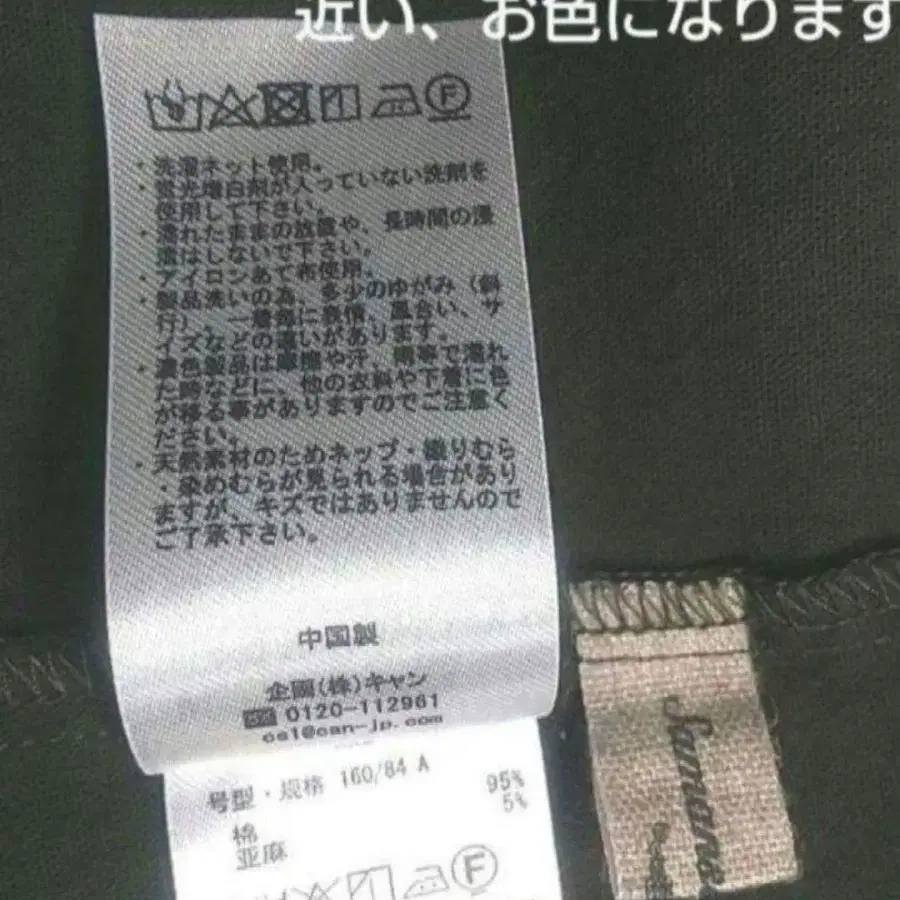 近い、お色になります
・洗濯ネット使用。
・蛍光増白剤が入っていない洗剤を
使用して下さい。
・濡れたままの放置や、長時間の浸
漬はしないで下さい。
・アイロンあて布使用。
・製品洗いの為、多少のゆがみ（斜
行）、一着毎に表情、風合い、サ
イズなどの違いがあります。
・濃色製品は摩擦や汗、雨等で濡れ
た時などに、他の衣料や下着に色
が移る事がありますのでご注意く
ださい。
・天然素材のためネップ・織りむら
・染めむらが見られる場合があり
ますが、キズではありませんので
ご了承下さい。
中国製
企画(株)キャン
0120-112961
cs1@can-jp.com
号型・规格 160/84 A
棉 95%
亚麻 5%
F
Samansa